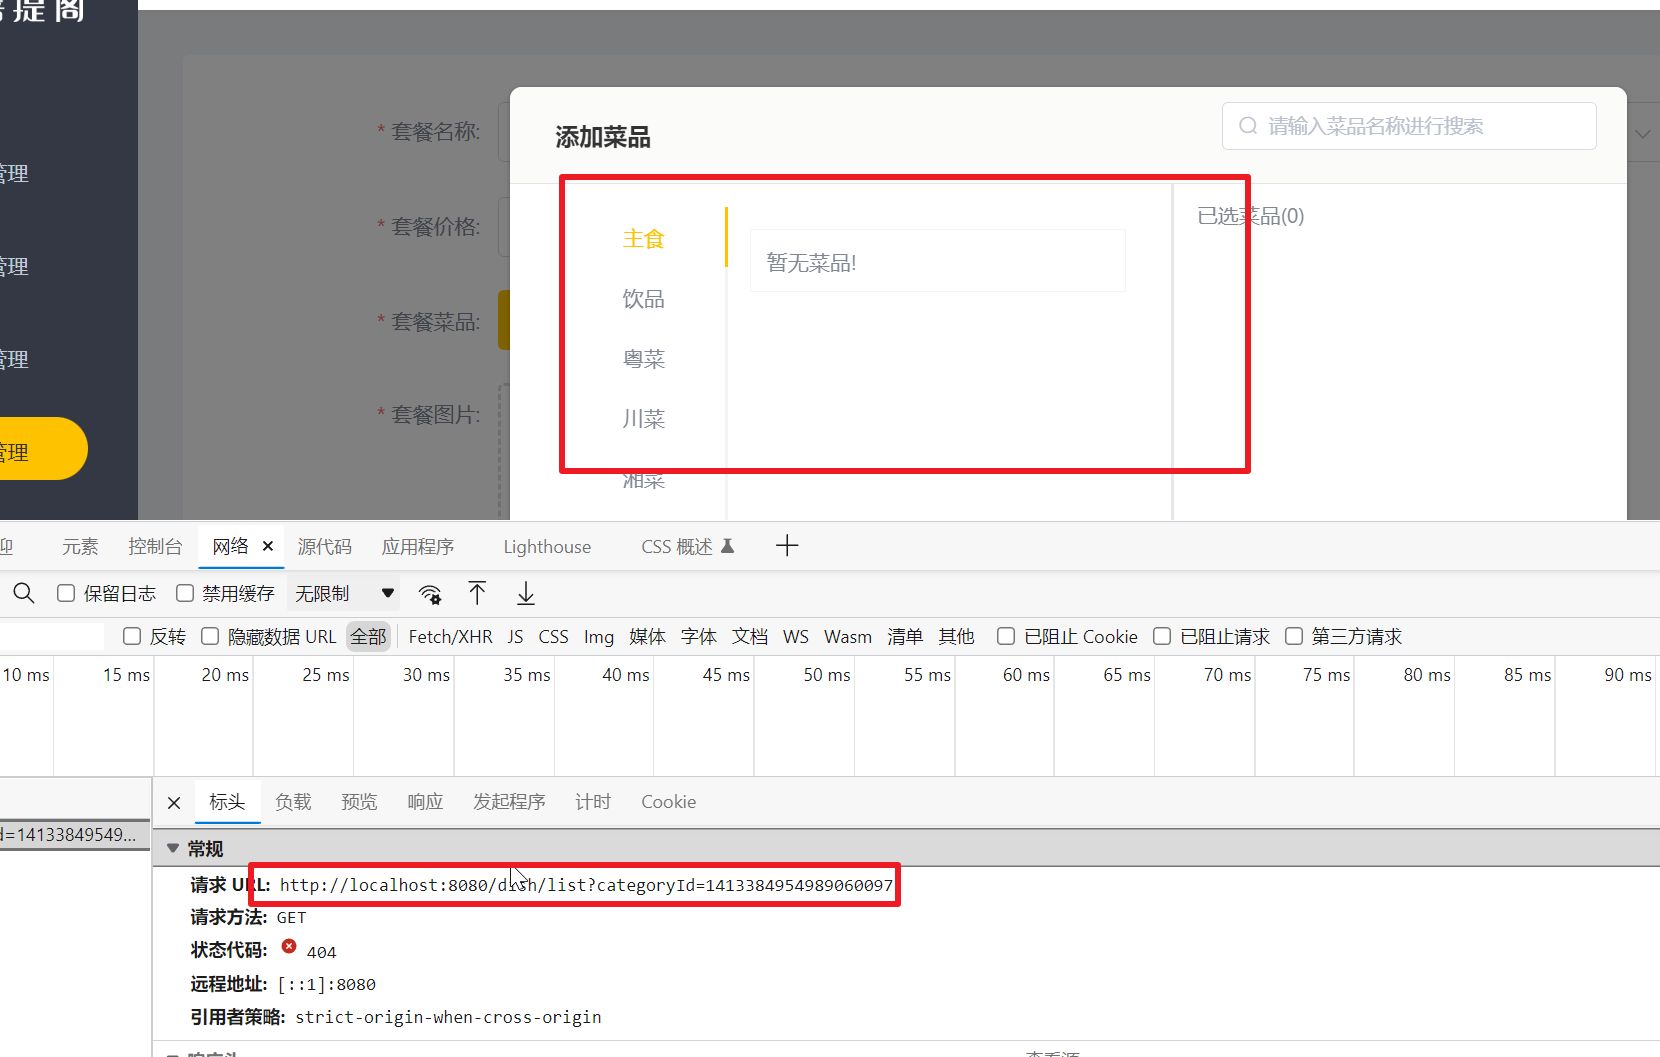 提阁
管理
管理
管理
管理
* 套餐名称:
* 套餐价格:
* 套餐菜品:
* 套餐图片:
添加菜品
请输入菜品名称进行搜索
主食
饮品
粤菜
川菜
湘菜
暂无菜品!
已选菜品(0)
迎 元素 控制台 网络 × 源代码 应用程序 Lighthouse CSS 概述 +
保留日志 禁用缓存 无限制
反转 隐藏数据 URL 全部 Fetch/XHR JS CSS Img 媒体 字体 文档 WS Wasm 清单 其他 已阻止 Cookie 已阻止请求 第三方请求
10 ms 15 ms 20 ms 25 ms 30 ms 35 ms 40 ms 45 ms 50 ms 55 ms 60 ms 65 ms 70 ms 75 ms 80 ms 85 ms 90 ms
× 标头 负载 预览 响应 发起程序 计时 Cookie
d=14133849549...
常规
请求 URL: http://localhost:8080/dish/list?categoryId=1413384954989060097
请求方法: GET
状态代码: 404
远程地址: [::1]:8080
引用者策略: strict-origin-when-cross-origin
响应头 查看源